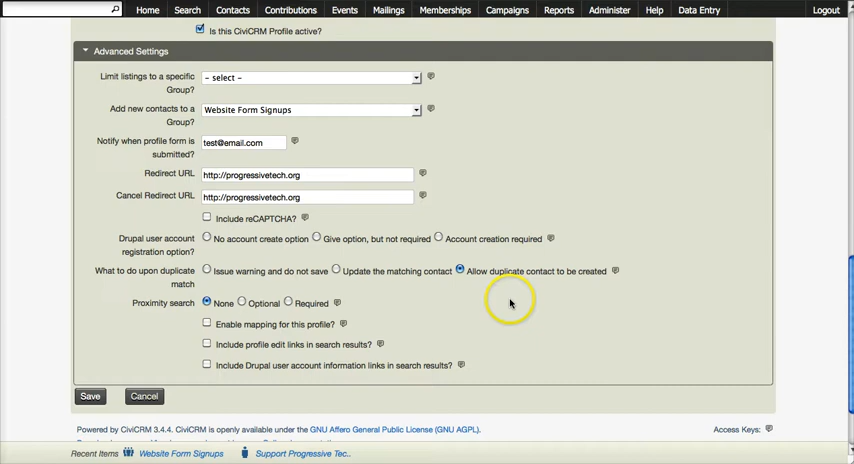 Home Search Contacts Contributions Events Mailings Memberships Campaigns Reports Administer Help Data Entry Logout
Is this CiviCRM Profile active?
Advanced Settings
Limit listings to a specific
Group?
- select -
Add new contacts to a
Group?
Website Form Signups
Notify when profile form is
submitted?
test@email.com
Redirect URL http://progressivetech.org
Cancel Redirect URL http://progressivetech.org
Include reCAPTCHA?
Drupal user account
registration option?
No account create option Give option, but not required Account creation required
What to do upon duplicate
match
Issue warning and do not save Update the matching contact Allow duplicate contact to be created
Proximity search None Optional Required
Enable mapping for this profile?
Include profile edit links in search results?
Include Drupal user account information links in search results?
Save Cancel
Powered by CiviCRM 3.4.4. CiviCRM is openly available under the GNU Affero General Public License (GNU AGPL). Access Keys:
Recent Items Website Form Signups Support Progressive Tec..